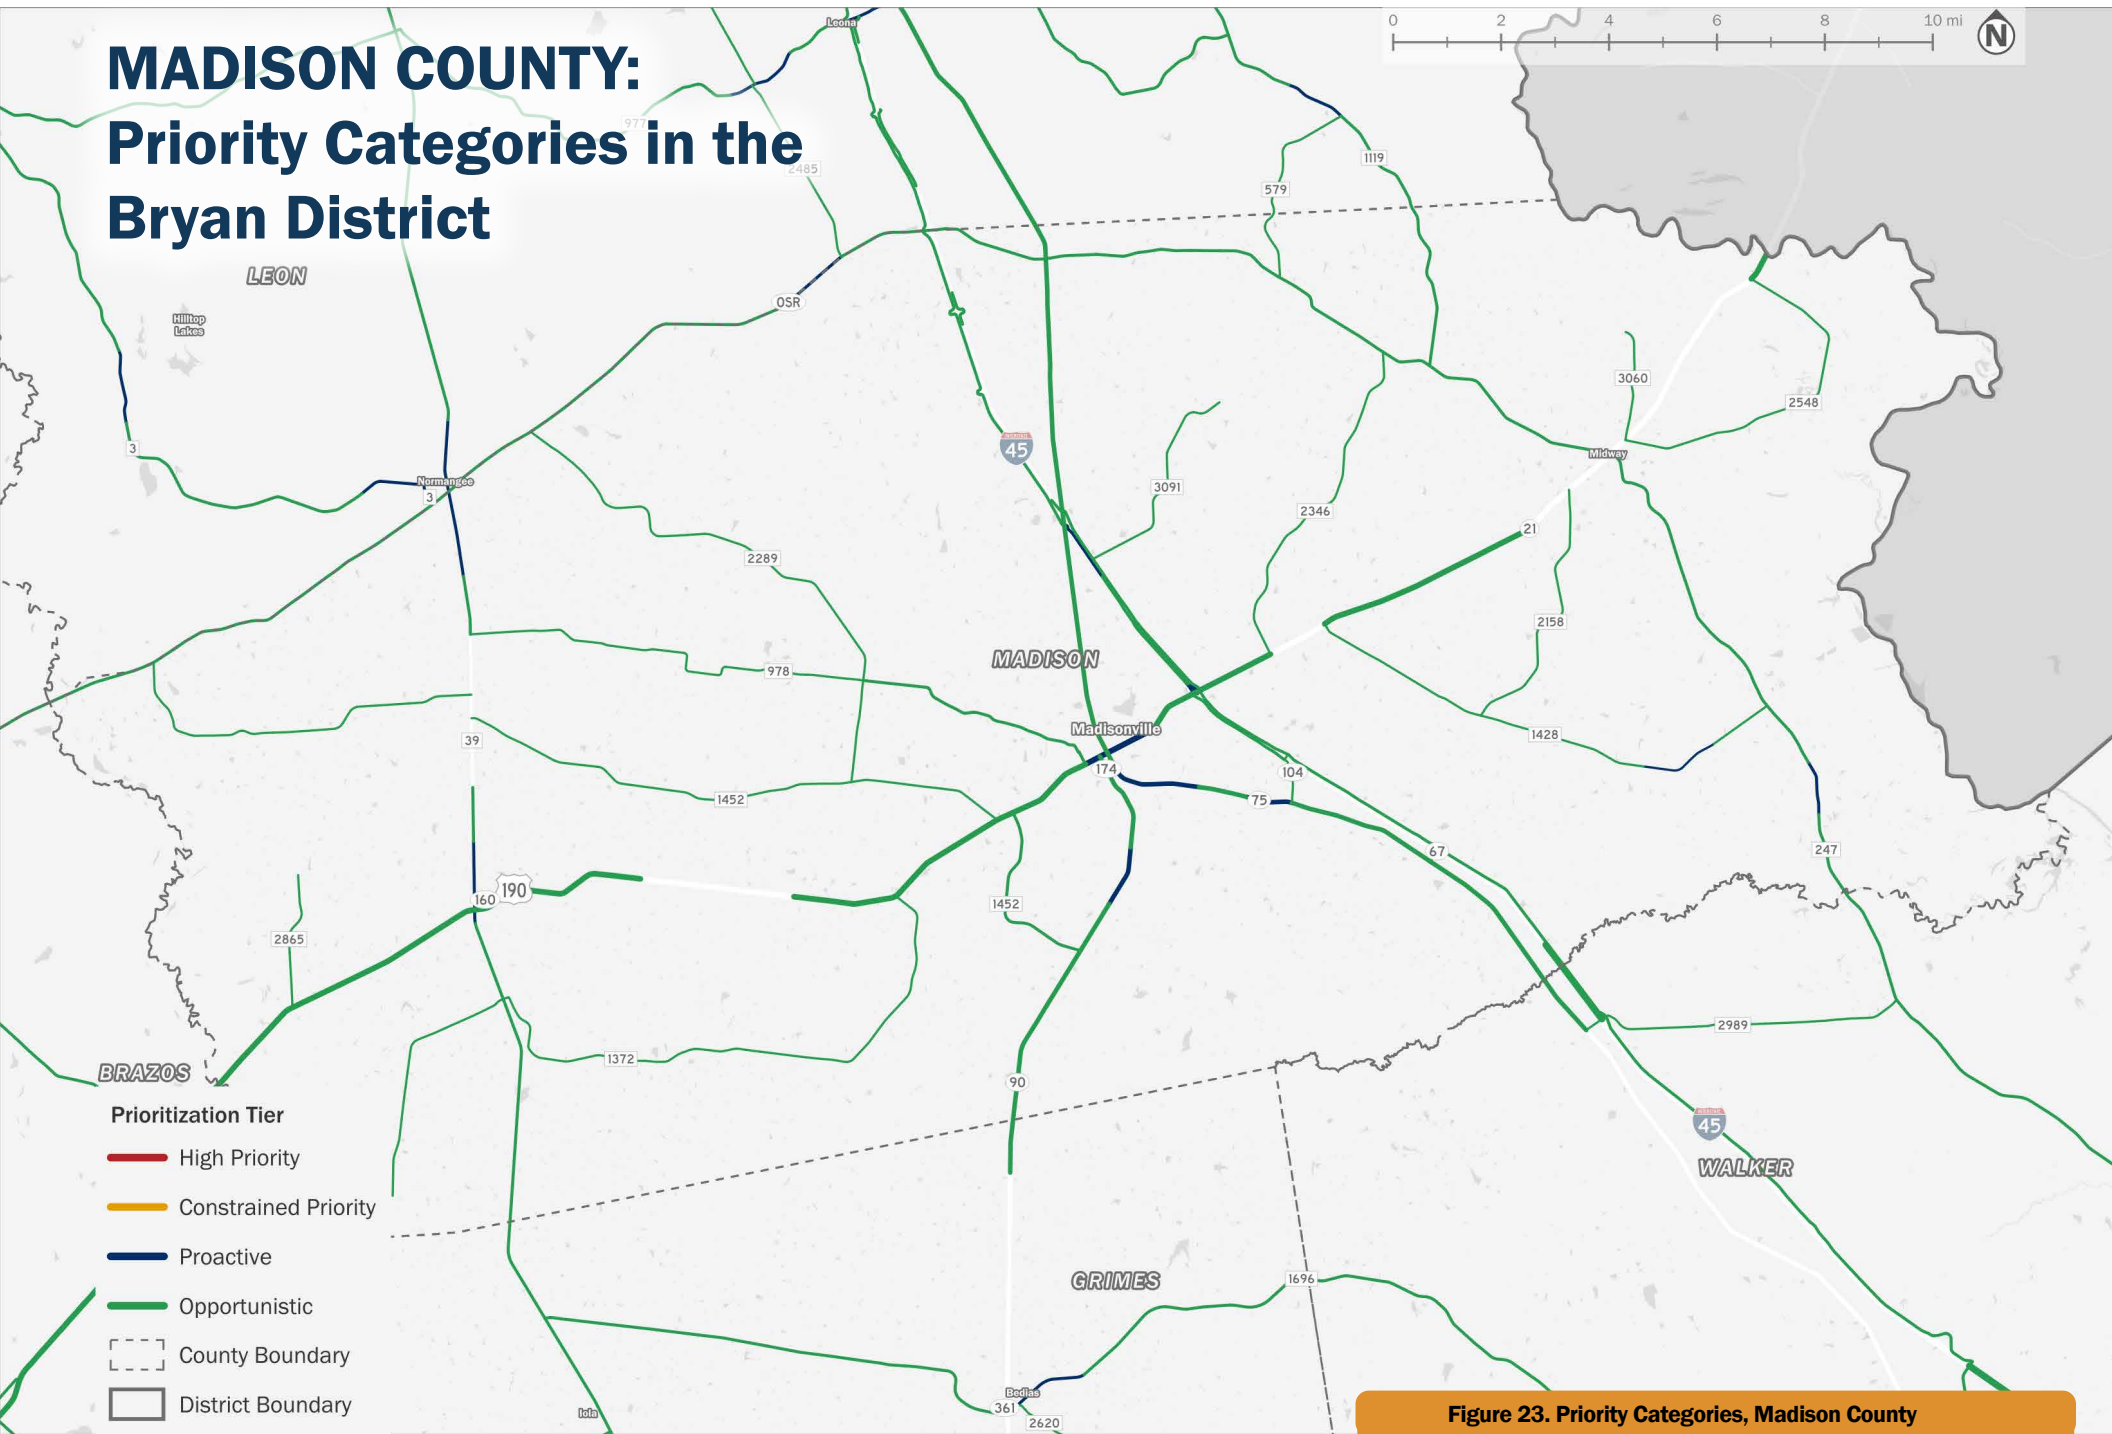 MADISON COUNTY:
Priority Categories in the
Bryan District
0 2 4 6 8 10 mi
N
Leona
977
2485
1119
579
LEON
Hilltop
Lakes
OSR
3060
2548
3
45
Midway
Normangee
3
3091
2346
21
2289
2158
MADISON
978
Madisonville
39
1428
174
104
1452
75
67
247
190
160
1452
2865
2989
1372
BRAZOS
90
45
WALKER
GRIMES
1696
Bedias
361
2620
Iola
Prioritization Tier
High Priority
Constrained Priority
Proactive
Opportunistic
County Boundary
District Boundary
Figure 23. Priority Categories, Madison County